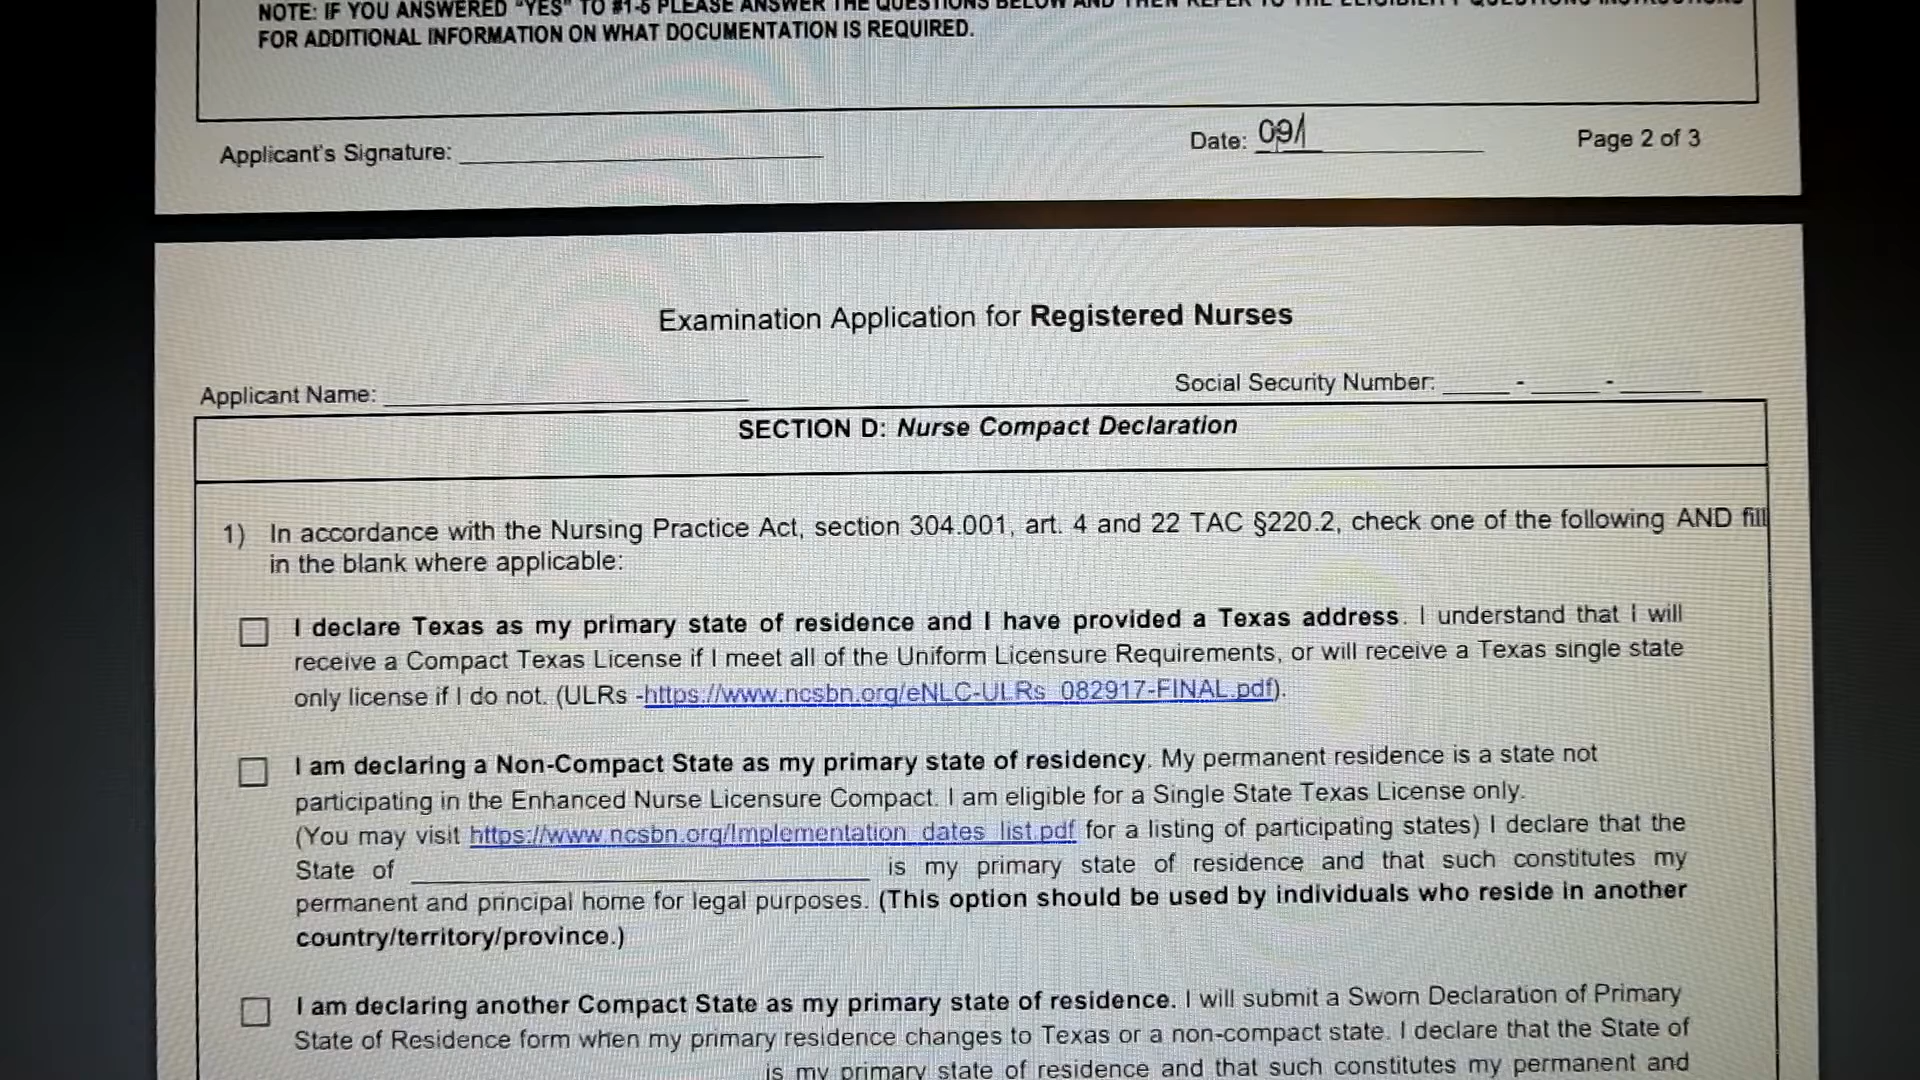 NOTE: IF YOU ANSWERED "YES" TO #1-5 PLEASE ANSWER THE QUESTIONS BELOW AND THEN REFER TO THE ELIGIBILITY QUESTIONS INSTRUCTIONS
FOR ADDITIONAL INFORMATION ON WHAT DOCUMENTATION IS REQUIRED.
Applicant's Signature: Date: 09/ Page 2 of 3
Examination Application for Registered Nurses
Applicant Name: Social Security Number: - -
SECTION D: Nurse Compact Declaration
1) In accordance with the Nursing Practice Act, section 304.001, art. 4 and 22 TAC §220.2, check one of the following AND fill
in the blank where applicable:
I declare Texas as my primary state of residence and I have provided a Texas address. I understand that I will
receive a Compact Texas License if I meet all of the Uniform Licensure Requirements, or will receive a Texas single state
only license if I do not. (ULRs -https://www.ncsbn.org/eNLC-ULRs_082917-FINAL.pdf).
I am declaring a Non-Compact State as my primary state of residency. My permanent residence is a state not
participating in the Enhanced Nurse Licensure Compact. I am eligible for a Single State Texas License only.
(You may visit https://www.ncsbn.org/Implementation_dates_list.pdf for a listing of participating states) I declare that the
State of is my primary state of residence and that such constitutes my
permanent and principal home for legal purposes. (This option should be used by individuals who reside in another
country/territory/province.)
I am declaring another Compact State as my primary state of residence. I will submit a Sworn Declaration of Primary
State of Residence form when my primary residence changes to Texas or a non-compact state. I declare that the State of
is my primary state of residence and that such constitutes my permanent and